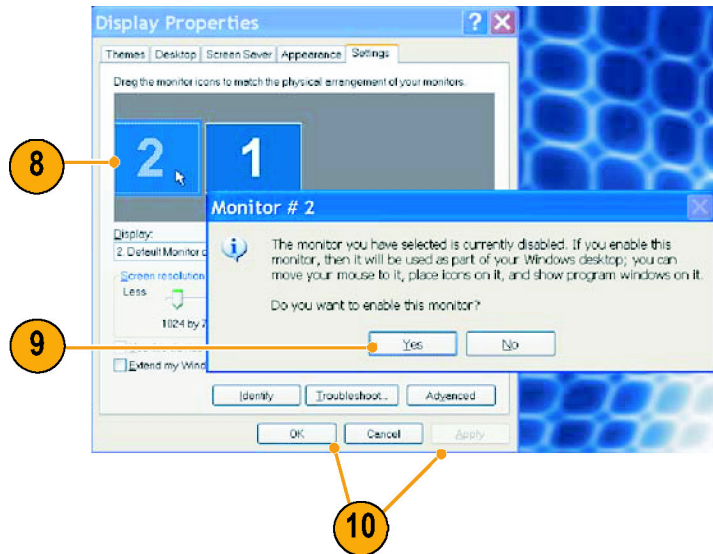 Display Properties
Themes Desktop Screen Saver Appearance Settings
Drag the monitor icons to match the physical arrangement of your monitors.
8
2 1
Monitor # 2
Display:
2. Default Monitor
The monitor you have selected is currently disabled. If you enable this
monitor, then it will be used as part of your Windows desktop; you can
move your mouse to it, place icons on it, and show program windows on it.
Screen resolution
Less
Do you want to enable this monitor?
1024 by 7
9
Yes No
Extend my Wind
Identify Troubleshoot... Advanced
OK Cancel Apply
10